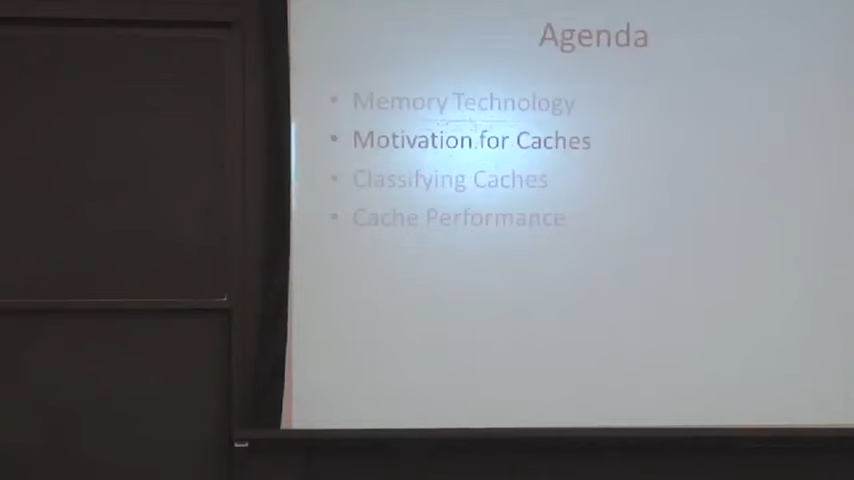 Agenda
• Memory Technology
• Motivation for Caches
• Classifying Caches
• Cache Performance